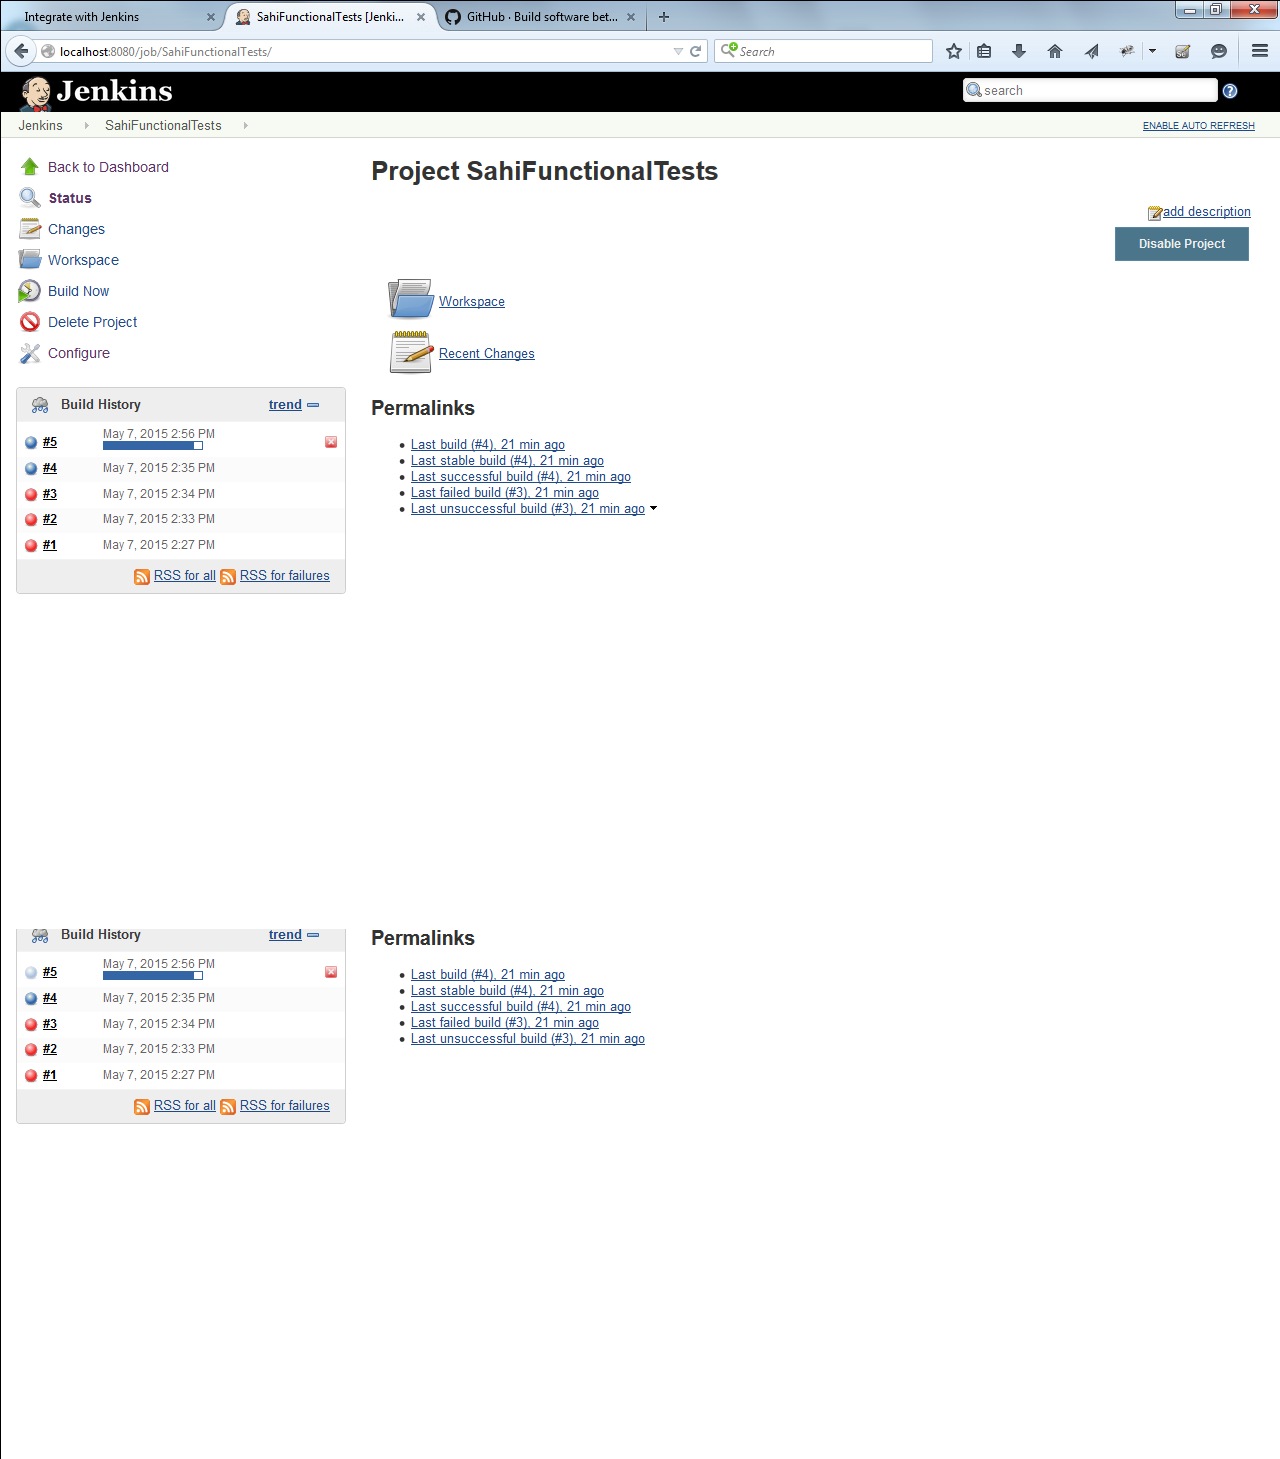 Integrate with Jenkins
SahiFunctionalTests [Jenki...
GitHub · Build software bet...
localhost:8080/job/SahiFunctionalTests/
Search
Jenkins
search
Jenkins
SahiFunctionalTests
ENABLE AUTO REFRESH
Back to Dashboard
Status
Changes
Workspace
Build Now
Delete Project
Configure
Project SahiFunctionalTests
add description
Disable Project
Workspace
Recent Changes
Build History
trend
#5 May 7, 2015 2:56 PM
#4 May 7, 2015 2:35 PM
#3 May 7, 2015 2:34 PM
#2 May 7, 2015 2:33 PM
#1 May 7, 2015 2:27 PM
RSS for all RSS for failures
Permalinks
Last build (#4), 21 min ago
Last stable build (#4), 21 min ago
Last successful build (#4), 21 min ago
Last failed build (#3), 21 min ago
Last unsuccessful build (#3), 21 min ago
Build History
trend
#5 May 7, 2015 2:56 PM
#4 May 7, 2015 2:35 PM
#3 May 7, 2015 2:34 PM
#2 May 7, 2015 2:33 PM
#1 May 7, 2015 2:27 PM
RSS for all RSS for failures
Permalinks
Last build (#4), 21 min ago
Last stable build (#4), 21 min ago
Last successful build (#4), 21 min ago
Last failed build (#3), 21 min ago
Last unsuccessful build (#3), 21 min ago